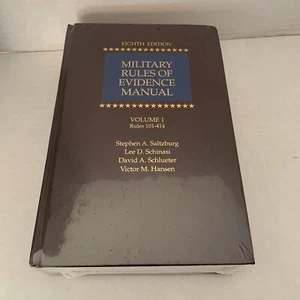 EIGHTH EDITION
MILITARY
RULES OF
EVIDENCE
MANUAL
VOLUME 1
Rules 101-414
Stephen A. Saltzburg
Lee D. Schinasi
David A. Schlueter
Victor M. Hansen